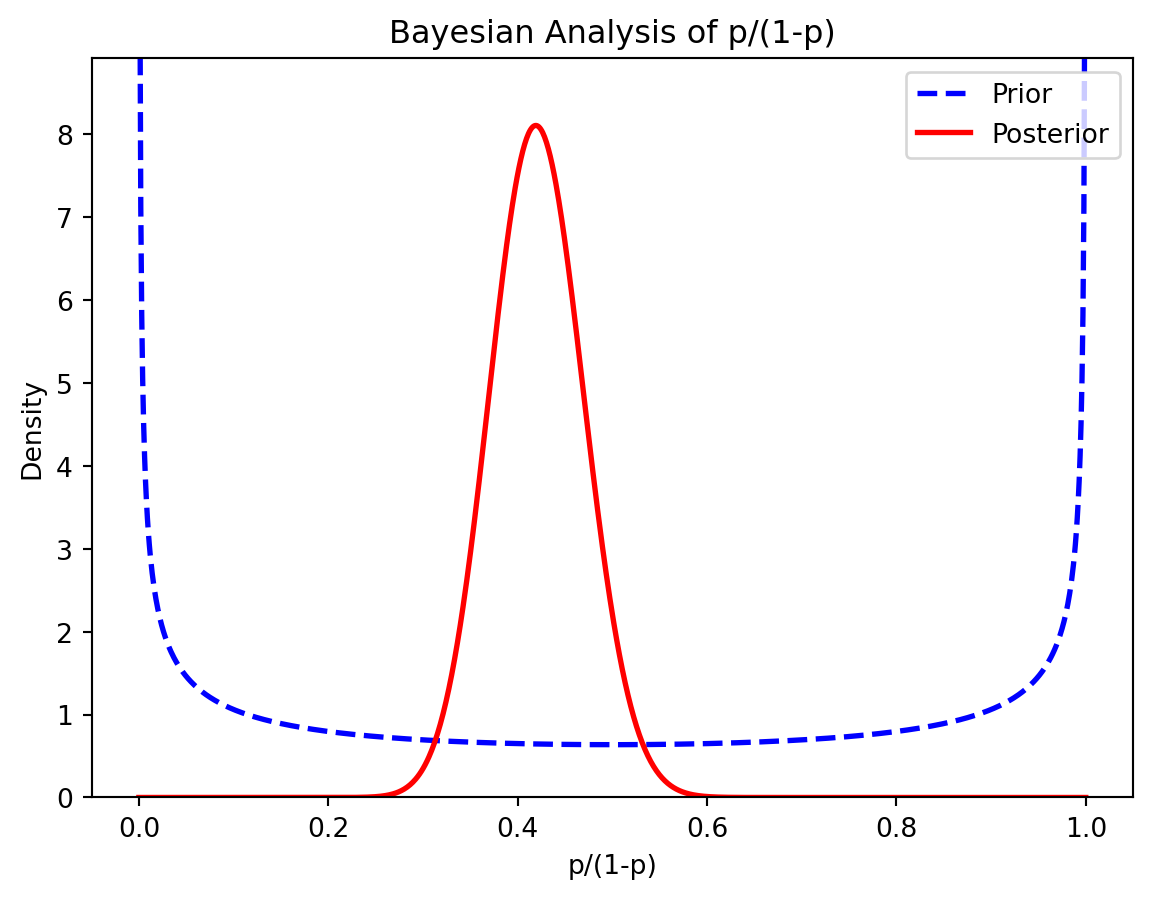 Bayesian Analysis of p/(1-p)
Prior
Posterior
Density
8
7
6
5
4
3
2
1
0
0.0 0.2 0.4 0.6 0.8 1.0
p/(1-p)